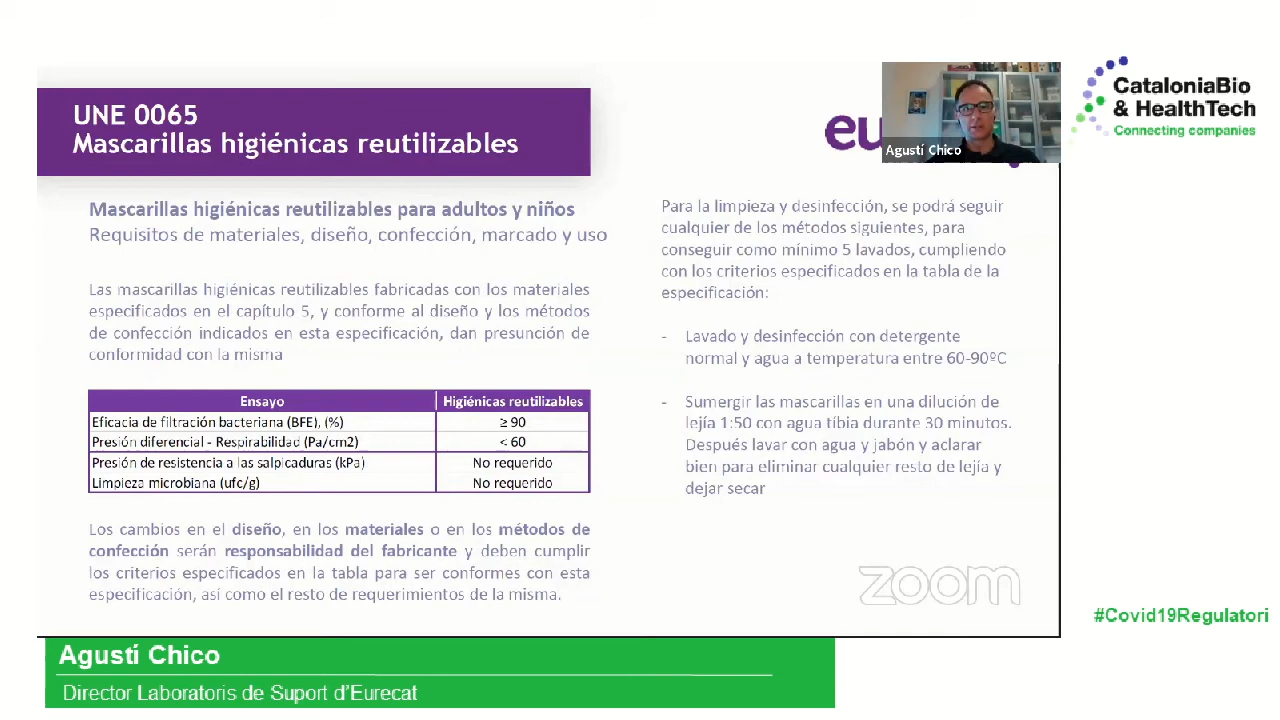 UNE 0065
Mascarillas higiénicas reutilizables
eu
Agustí Chico
CataloniaBio
& HealthTech
Connecting companies
Mascarillas higiénicas reutilizables para adultos y niños
Requisitos de materiales, diseño, confección, marcado y uso
Las mascarillas higiénicas reutilizables fabricadas con los materiales
especificados en el capítulo 5, y conforme al diseño y los métodos
de confección indicados en esta especificación, dan presunción de
conformidad con la misma
Ensayo Higiénicas reutilizables
Eficacia de filtración bacteriana (BFE), (%) ≥ 90
Presión diferencial - Respirabilidad (Pa/cm2) < 60
Presión de resistencia a las salpicaduras (kPa) No requerido
Limpieza microbiana (ufc/g) No requerido
Los cambios en el diseño, en los materiales o en los métodos de
confección serán responsabilidad del fabricante y deben cumplir
los criterios especificados en la tabla para ser conformes con esta
especificación, así como el resto de requerimientos de la misma.
Para la limpieza y desinfección, se podrá seguir
cualquier de los métodos siguientes, para
conseguir como mínimo 5 lavados, cumpliendo
con los criterios especificados en la tabla de la
especificación:
- Lavado y desinfección con detergente
normal y agua a temperatura entre 60-90ºC
- Sumergir las mascarillas en una dilución de
lejía 1:50 con agua tíbia durante 30 minutos.
Después lavar con agua y jabón y aclarar
bien para eliminar cualquier resto de lejía y
dejar secar
zoom
#Covid19Regulatori
Agustí Chico
Director Laboratoris de Suport d'Eurecat